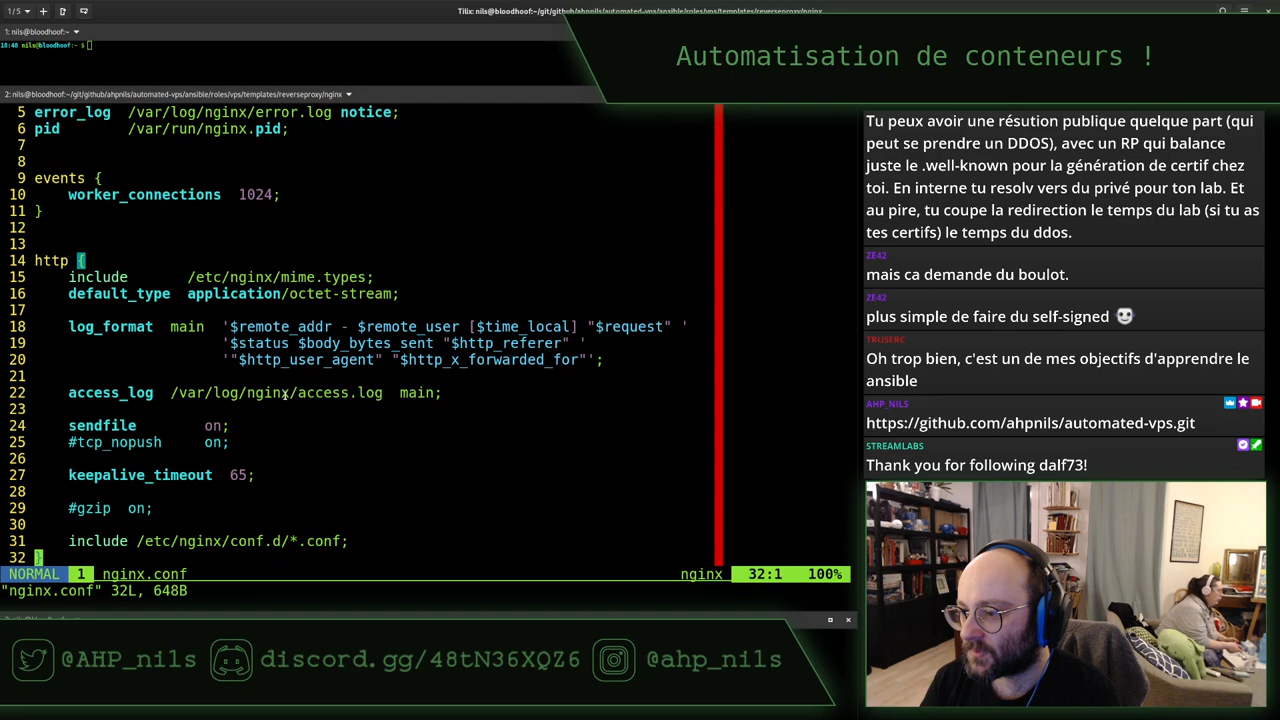 1/5
Tilix: nils@bloodhoof:~/git/github/ahpnils/automated-vps/ansible/roles/vps/templates/reverseproxy/nginx
1: nils@bloodhoof:~
18:48 nils@bloodhoof:~ $
Automatisation de conteneurs !
2: nils@bloodhoof:~/git/github/ahpnils/automated-vps/ansible/roles/vps/templates/reverseproxy/nginx
5 error_log /var/log/nginx/error.log notice;
6 pid /var/run/nginx.pid;
7
8
9 events {
10 worker_connections 1024;
11 }
12
13
14 http {
15 include /etc/nginx/mime.types;
16 default_type application/octet-stream;
17
18 log_format main '$remote_addr - $remote_user [$time_local] "$request" '
19 '$status $body_bytes_sent "$http_referer" '
20 '"$http_user_agent" "$http_x_forwarded_for"';
21
22 access_log /var/log/nginx/access.log main;
23
24 sendfile on;
25 #tcp_nopush on;
26
27 keepalive_timeout 65;
28
29 #gzip on;
30
31 include /etc/nginx/conf.d/*.conf;
32 }
NORMAL 1 nginx.conf nginx 32:1 100%
"nginx.conf" 32L, 648B
Tu peux avoir une résution publique quelque part (qui
peut se prendre un DDOS), avec un RP qui balance
juste le .well-known pour la génération de certif chez
toi. En interne tu resolv vers du privé pour ton lab. Et
au pire, tu coupe la redirection le temps du lab (si tu as
tes certifs) le temps du ddos.
ZE42
mais ca demande du boulot.
ZE42
plus simple de faire du self-signed
TRUSERC
Oh trop bien, c'est un de mes objectifs d'apprendre le
ansible
AHP_NILS
https://github.com/ahpnils/automated-vps.git
STREAMLABS
Thank you for following dalf73!
@AHP_nils discord.gg/48tN36XQZ6 @ahp_nils